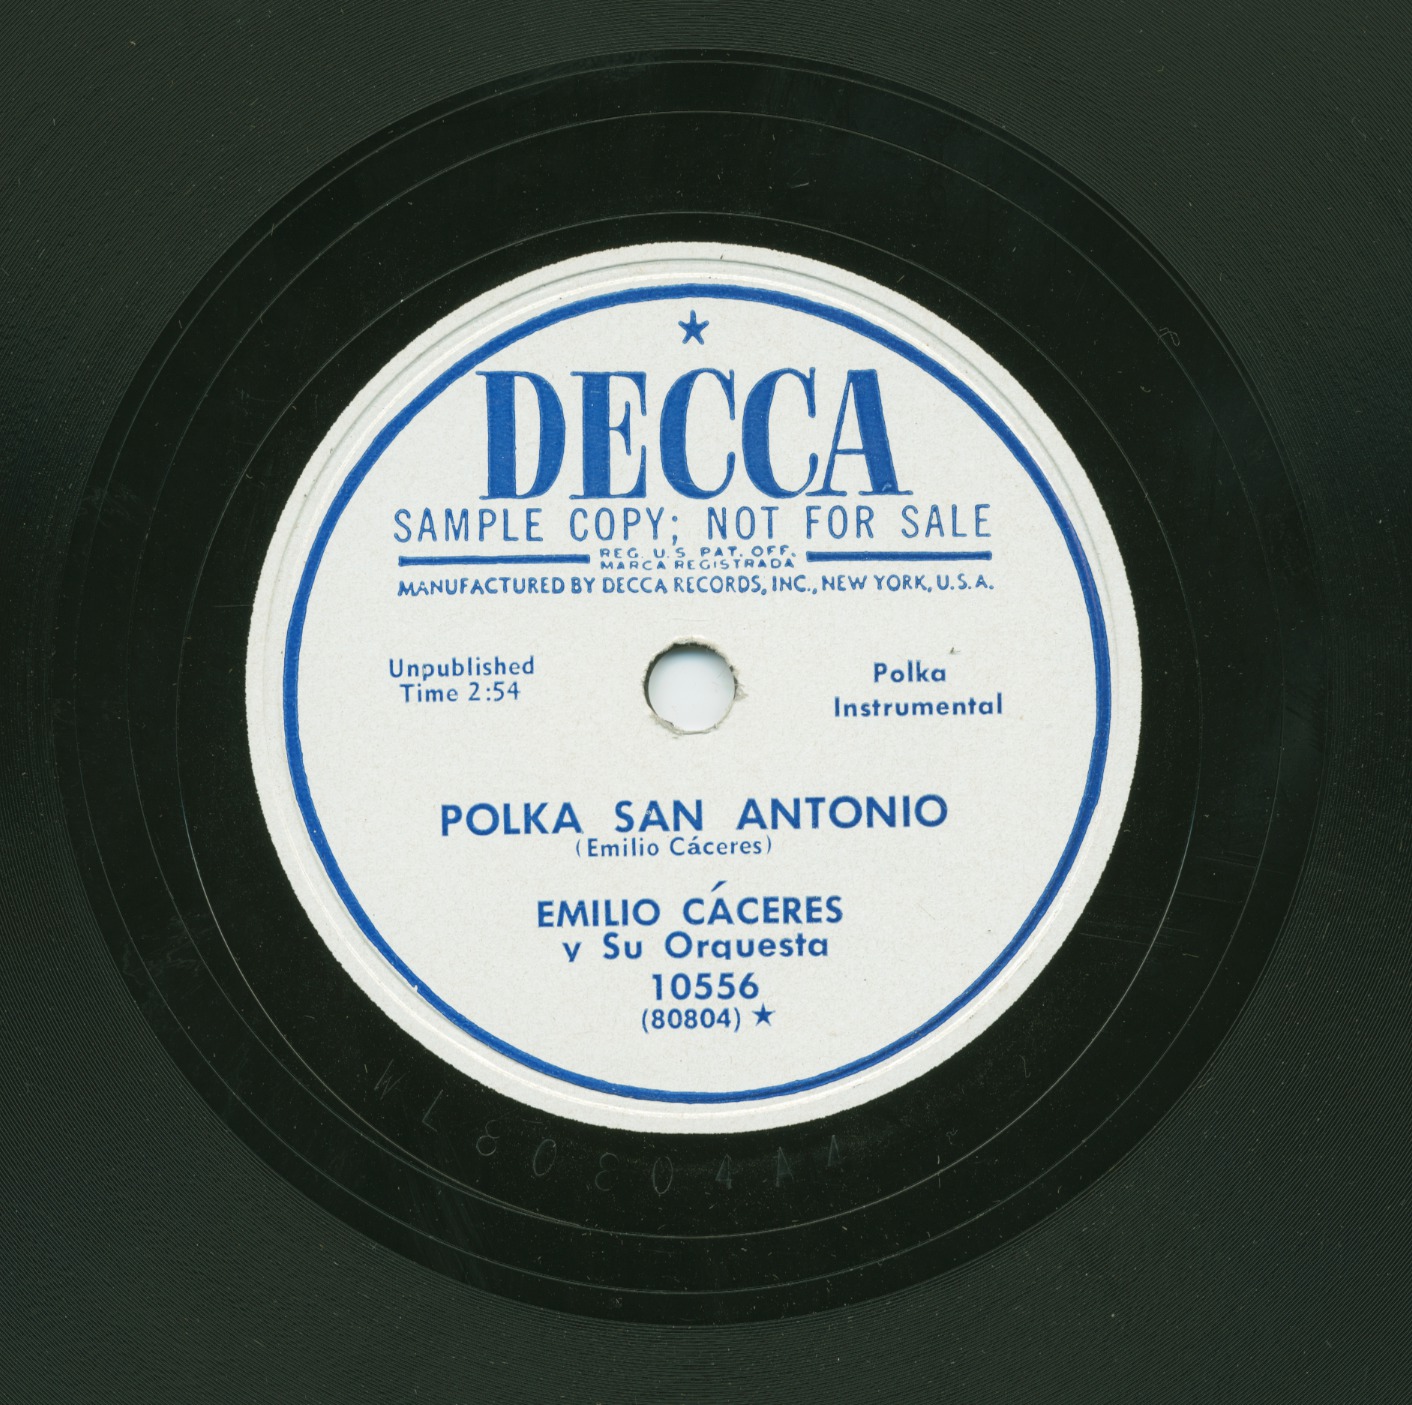 DECCA
SAMPLE COPY; NOT FOR SALE
REG. U.S. PAT. OFF.
MARCA REGISTRADA
MANUFACTURED BY DECCA RECORDS, INC., NEW YORK, U.S.A.
Unpublished
Time 2:54
Polka
Instrumental
POLKA SAN ANTONIO
(Emilio Cáceres)
EMILIO CÁCERES
y Su Orquesta
10556
(80804) ★